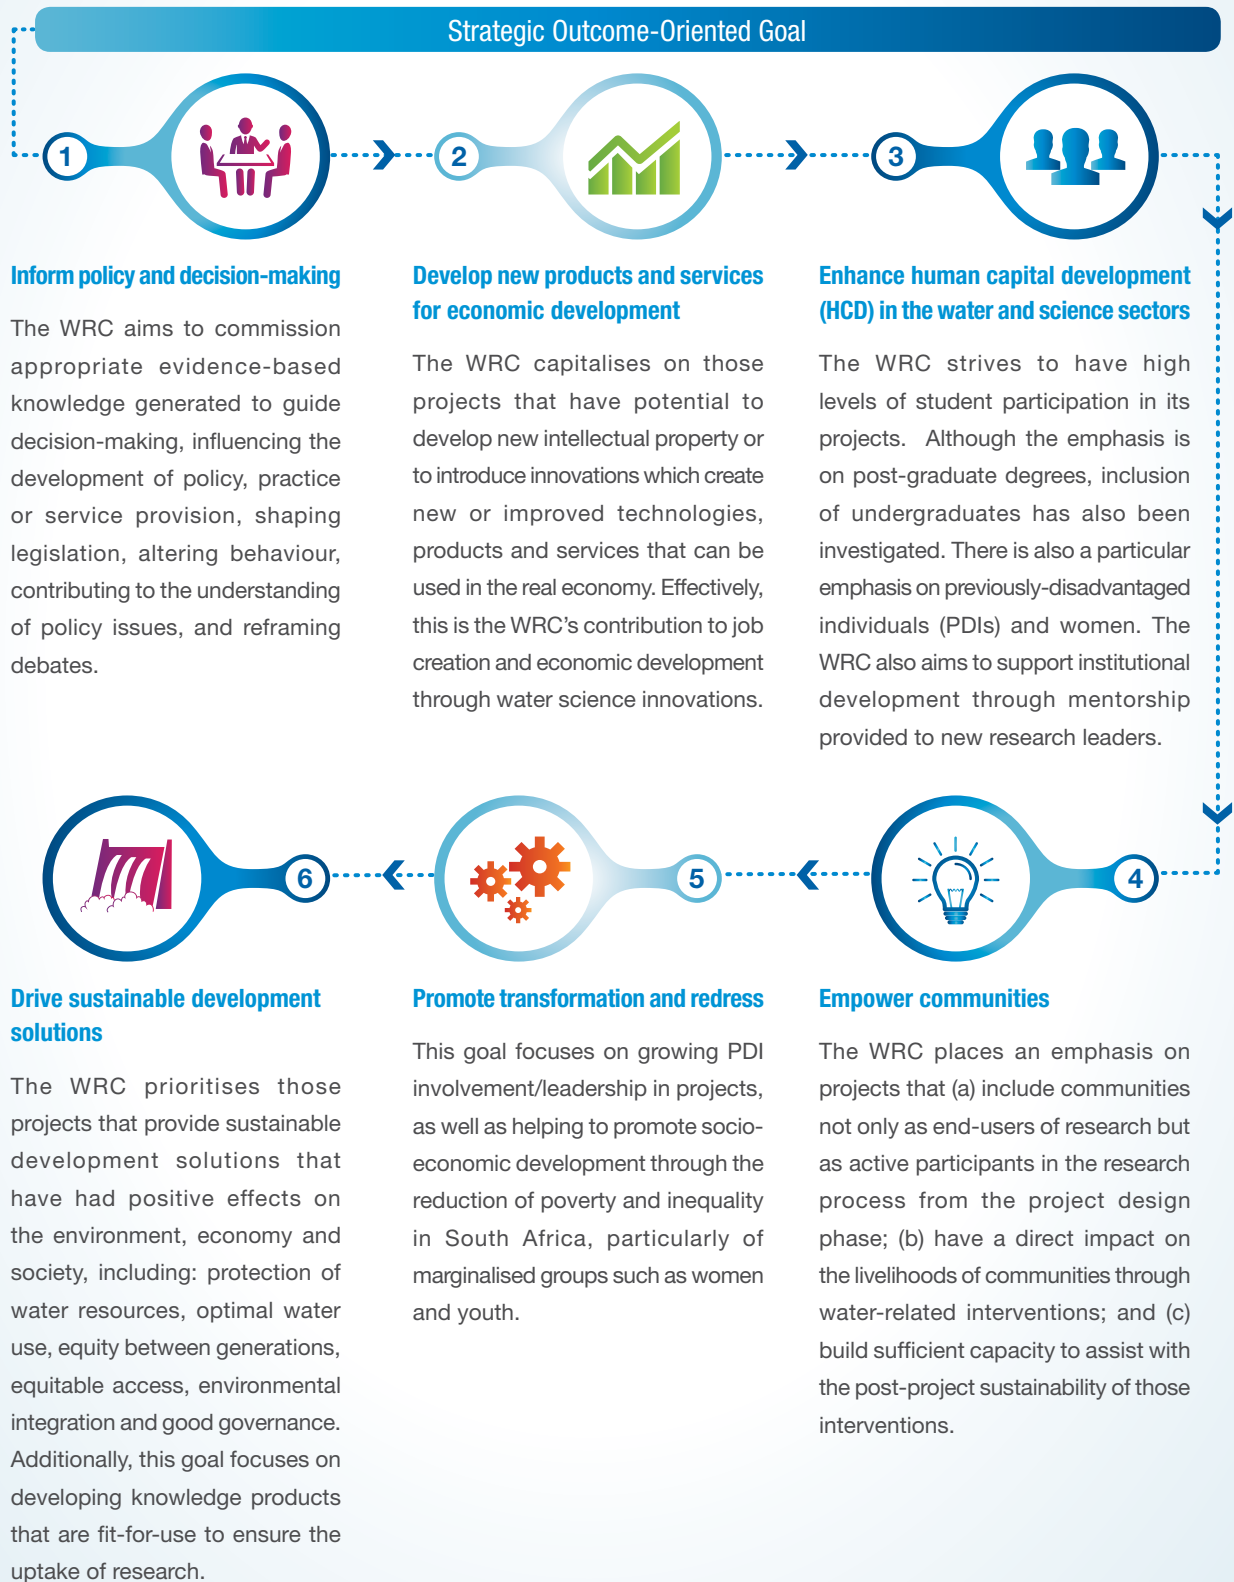 Strategic Outcome-Oriented Goal
1
Inform policy and decision-making
The WRC aims to commission
appropriate evidence-based
knowledge generated to guide
decision-making, influencing the
development of policy, practice
or service provision, shaping
legislation, altering behaviour,
contributing to the understanding
of policy issues, and reframing
debates.
2
Develop new products and services
for economic development
The WRC capitalises on those
projects that have potential to
develop new intellectual property or
to introduce innovations which create
new or improved technologies,
products and services that can be
used in the real economy. Effectively,
this is the WRC's contribution to job
creation and economic development
through water science innovations.
3
Enhance human capital development
(HCD) in the water and science sectors
The WRC strives to have high
levels of student participation in its
projects. Although the emphasis is
on post-graduate degrees, inclusion
of undergraduates has also been
investigated. There is also a particular
emphasis on previously-disadvantaged
individuals (PDIs) and women. The
WRC also aims to support institutional
development through mentorship
provided to new research leaders.
4
Empower communities
The WRC places an emphasis on
projects that (a) include communities
not only as end-users of research but
as active participants in the research
process from the project design
phase; (b) have a direct impact on
the livelihoods of communities through
water-related interventions; and (c)
build sufficient capacity to assist with
the post-project sustainability of those
interventions.
5
Promote transformation and redress
This goal focuses on growing PDI
involvement/leadership in projects,
as well as helping to promote socio-
economic development through the
reduction of poverty and inequality
in South Africa, particularly of
marginalised groups such as women
and youth.
6
Drive sustainable development
solutions
The WRC prioritises those
projects that provide sustainable
development solutions that
have had positive effects on
the environment, economy and
society, including: protection of
water resources, optimal water
use, equity between generations,
equitable access, environmental
integration and good governance.
Additionally, this goal focuses on
developing knowledge products
that are fit-for-use to ensure the
uptake of research.